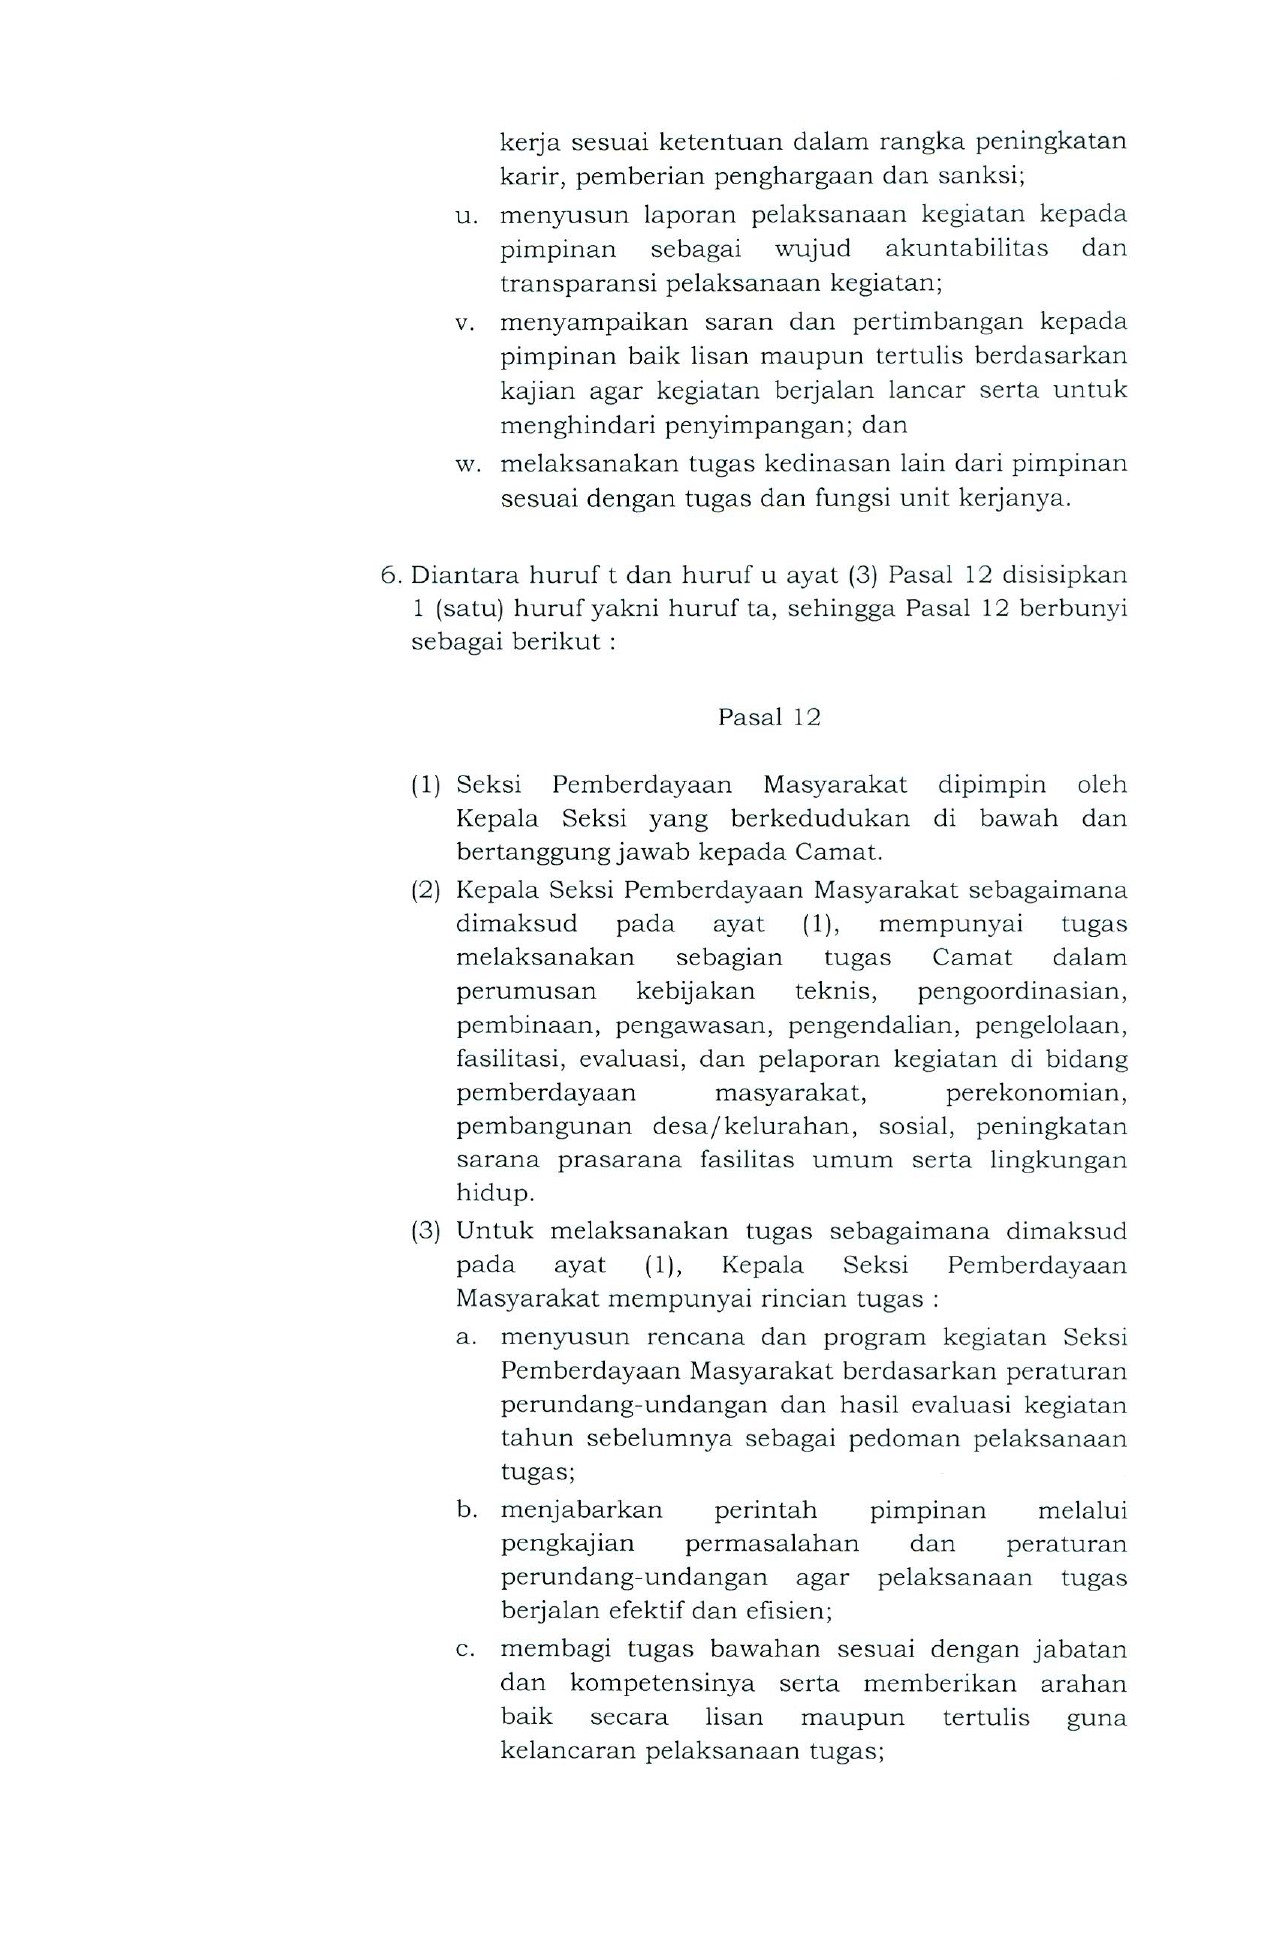 kerja sesuai ketentuan dalam rangka peningkatan
karir, pemberian penghargaan dan sanksi;
u. menyusun laporan pelaksanaan kegiatan kepada
pimpinan sebagai wujud akuntabilitas dan
transparansi pelaksanaan kegiatan;
v. menyampaikan saran dan pertimbangan kepada
pimpinan baik lisan maupun tertulis berdasarkan
kajian agar kegiatan berjalan lancar serta untuk
menghindari penyimpangan; dan
w. melaksanakan tugas kedinasan lain dari pimpinan
sesuai dengan tugas dan fungsi unit kerjanya.
6. Diantara huruf t dan huruf u ayat (3) Pasal 12 disisipkan
1 (satu) huruf yakni huruf ta, sehingga Pasal 12 berbunyi
sebagai berikut :
Pasal 12
(1) Seksi Pemberdayaan Masyarakat dipimpin oleh
Kepala Seksi yang berkedudukan di bawah dan
bertanggung jawab kepada Camat.
(2) Kepala Seksi Pemberdayaan Masyarakat sebagaimana
dimaksud pada ayat (1), mempunyai tugas
melaksanakan sebagian tugas Camat dalam
perumusan kebijakan teknis, pengoordinasian,
pembinaan, pengawasan, pengendalian, pengelolaan,
fasilitasi, evaluasi, dan pelaporan kegiatan di bidang
pemberdayaan masyarakat, perekonomian,
pembangunan desa/kelurahan, sosial, peningkatan
sarana prasarana fasilitas umum serta lingkungan
hidup.
(3) Untuk melaksanakan tugas sebagaimana dimaksud
pada ayat (1), Kepala Seksi Pemberdayaan
Masyarakat mempunyai rincian tugas :
a. menyusun rencana dan program kegiatan Seksi
Pemberdayaan Masyarakat berdasarkan peraturan
perundang-undangan dan hasil evaluasi kegiatan
tahun sebelumnya sebagai pedoman pelaksanaan
tugas;
b. menjabarkan perintah pimpinan melalui
pengkajian permasalahan dan peraturan
perundang-undangan agar pelaksanaan tugas
berjalan efektif dan efisien;
c. membagi tugas bawahan sesuai dengan jabatan
dan kompetensinya serta memberikan arahan
baik secara lisan maupun tertulis guna
kelancaran pelaksanaan tugas;